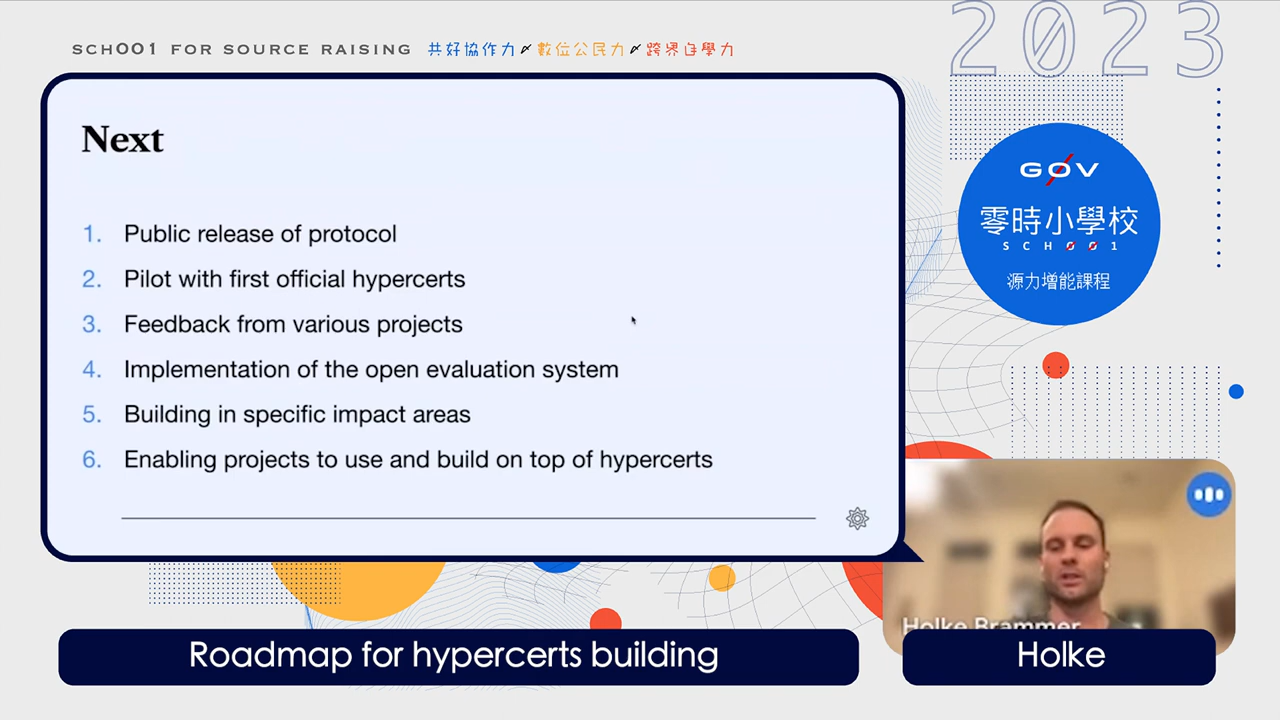 SCHOO1 FOR SOURCE RAISING 共好協作力 數位公民力 跨界自學力
2023
Next
1. Public release of protocol
2. Pilot with first official hypercerts
3. Feedback from various projects
4. Implementation of the open evaluation system
5. Building in specific impact areas
6. Enabling projects to use and build on top of hypercerts
G0V
零時小學校
SCH001
源力增能課程
Holke Brammer
Roadmap for hypercerts building
Holke